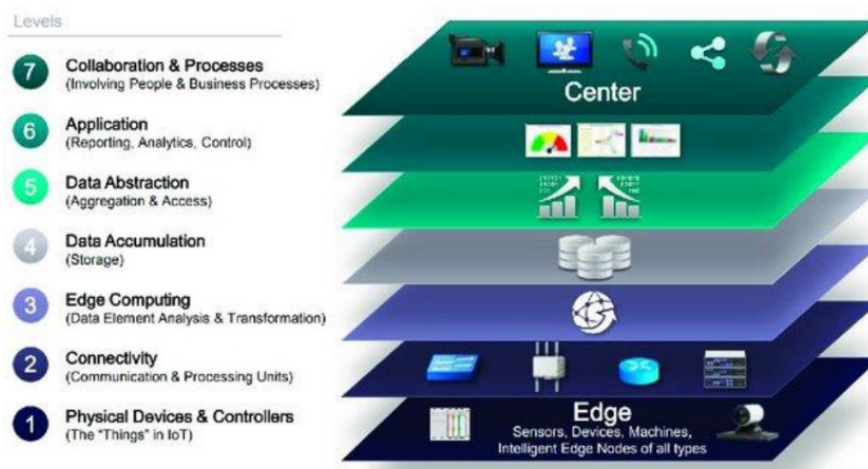 Levels
7
Collaboration & Processes
(Involving People & Business Processes)
6
Application
(Reporting, Analytics, Control)
5
Data Abstraction
(Aggregation & Access)
4
Data Accumulation
(Storage)
3
Edge Computing
(Data Element Analysis & Transformation)
2
Connectivity
(Communication & Processing Units)
1
Physical Devices & Controllers
(The "Things" in IoT)
Center
Edge
Sensors, Devices, Machines,
Intelligent Edge Nodes of all types